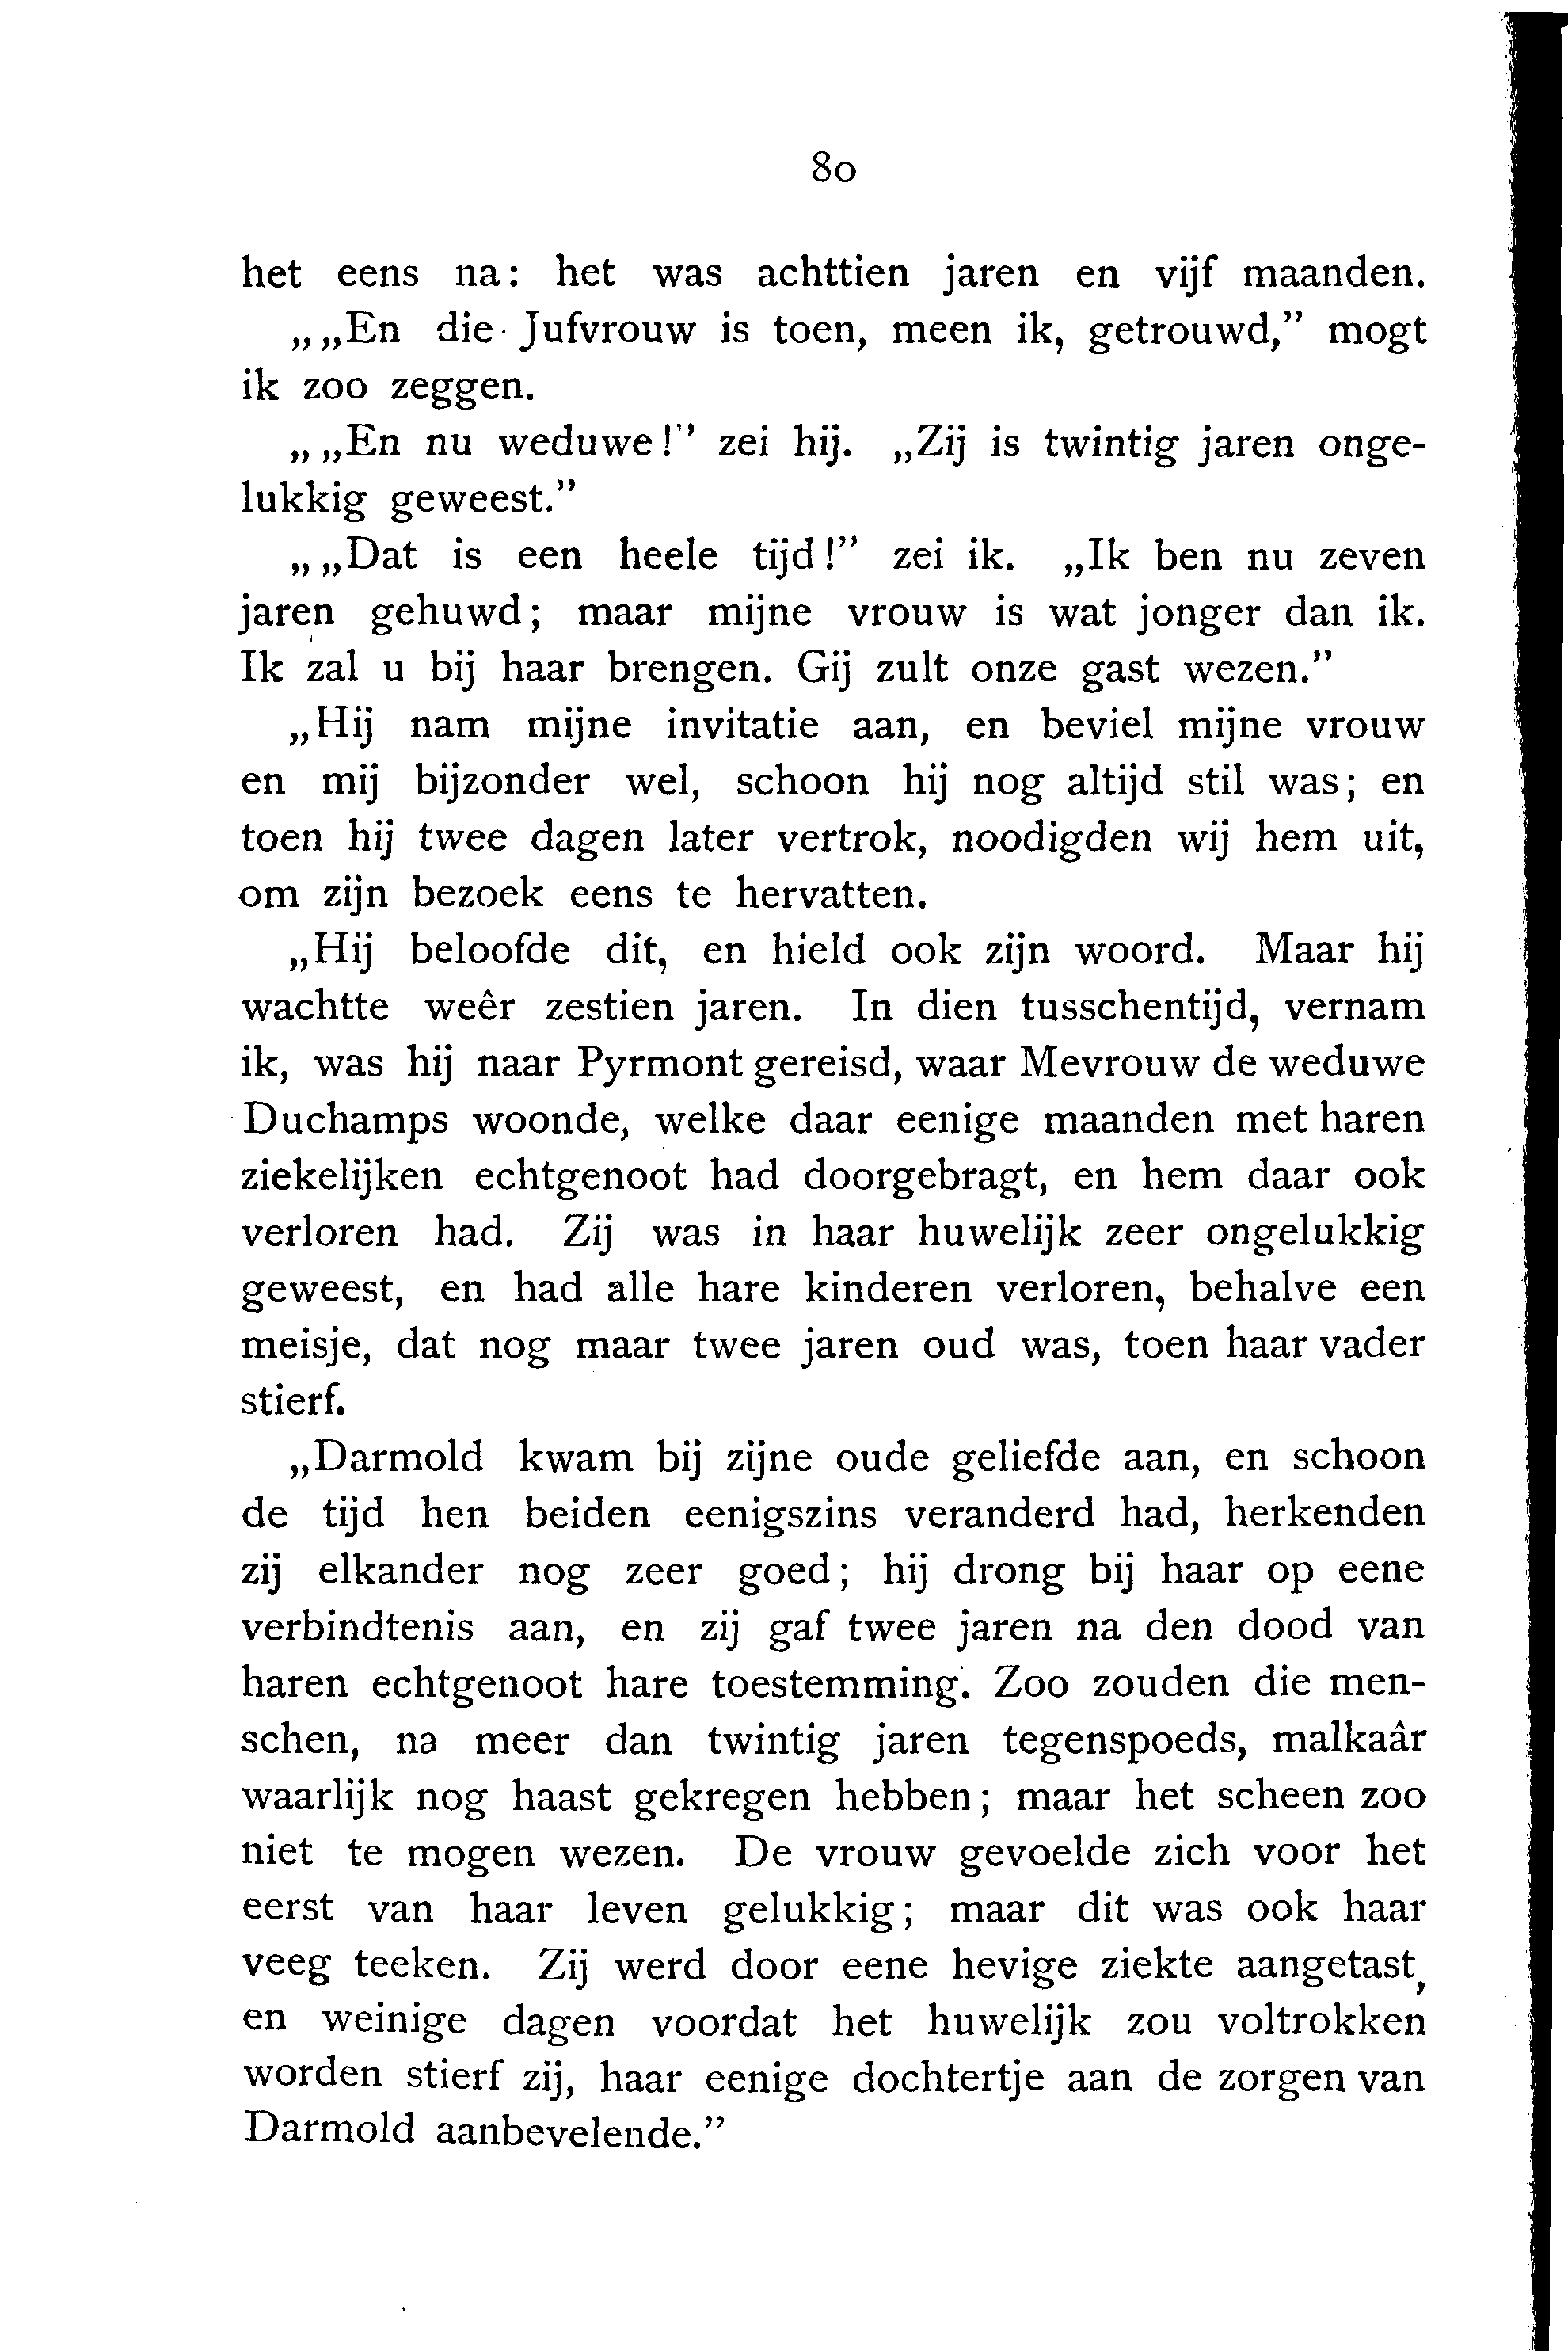 80
het eens na: het was achttien jaren en vijf maanden.
„„En die Jufvrouw is toen, meen ik, getrouwd,” mogt
ik zoo zeggen.
„„En nu weduwe!” zei hij. „Zij is twintig jaren onge-
lukkig geweest.”
„„Dat is een heele tijd!” zei ik. „Ik ben nu zeven
jaren gehuwd; maar mijne vrouw is wat jonger dan ik.
Ik zal u bij haar brengen. Gij zult onze gast wezen.”
„Hij nam mijne invitatie aan, en beviel mijne vrouw
en mij bijzonder wel, schoon hij nog altijd stil was; en
toen hij twee dagen later vertrok, noodigden wij hem uit,
om zijn bezoek eens te hervatten.
„Hij beloofde dit, en hield ook zijn woord. Maar hij
wachtte weêr zestien jaren. In dien tusschentijd, vernam
ik, was hij naar Pyrmont gereisd, waar Mevrouw de weduwe
Duchamps woonde, welke daar eenige maanden met haren
ziekelijken echtgenoot had doorgebragt, en hem daar ook
verloren had. Zij was in haar huwelijk zeer ongelukkig
geweest, en had alle hare kinderen verloren, behalve een
meisje, dat nog maar twee jaren oud was, toen haar vader
stierf.
„Darmold kwam bij zijne oude geliefde aan, en schoon
de tijd hen beiden eenigszins veranderd had, herkenden
zij elkander nog zeer goed; hij drong bij haar op eene
verbindtenis aan, en zij gaf twee jaren na den dood van
haren echtgenoot hare toestemming. Zoo zouden die men-
schen, na meer dan twintig jaren tegenspoeds, malkaâr
waarlijk nog haast gekregen hebben; maar het scheen zoo
niet te mogen wezen. De vrouw gevoelde zich voor het
eerst van haar leven gelukkig; maar dit was ook haar
veeg teeken. Zij werd door eene hevige ziekte aangetast,
en weinige dagen voordat het huwelijk zou voltrokken
worden stierf zij, haar eenige dochtertje aan de zorgen van
Darmold aanbevelende.”